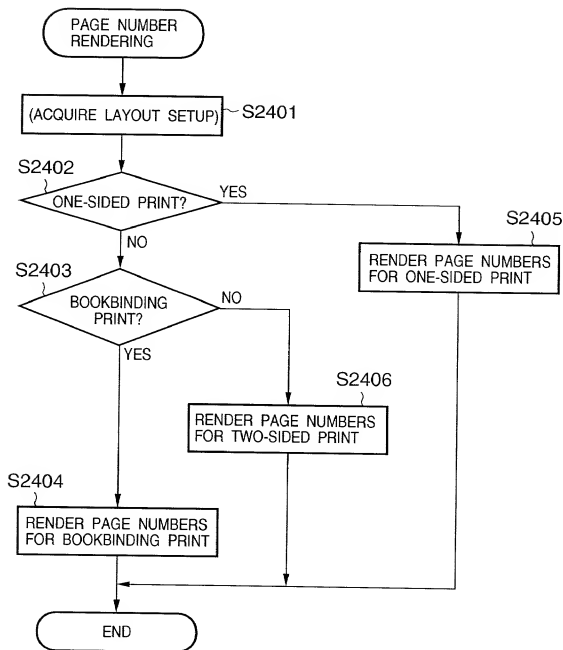 PAGE NUMBER
RENDERING
(ACQUIRE LAYOUT SETUP)
S2401
S2402
ONE-SIDED PRINT?
YES
NO
S2405
RENDER PAGE NUMBERS
FOR ONE-SIDED PRINT
S2403
BOOKBINDING
PRINT?
NO
YES
S2406
RENDER PAGE NUMBERS
FOR TWO-SIDED PRINT
S2404
RENDER PAGE NUMBERS
FOR BOOKBINDING PRINT
END